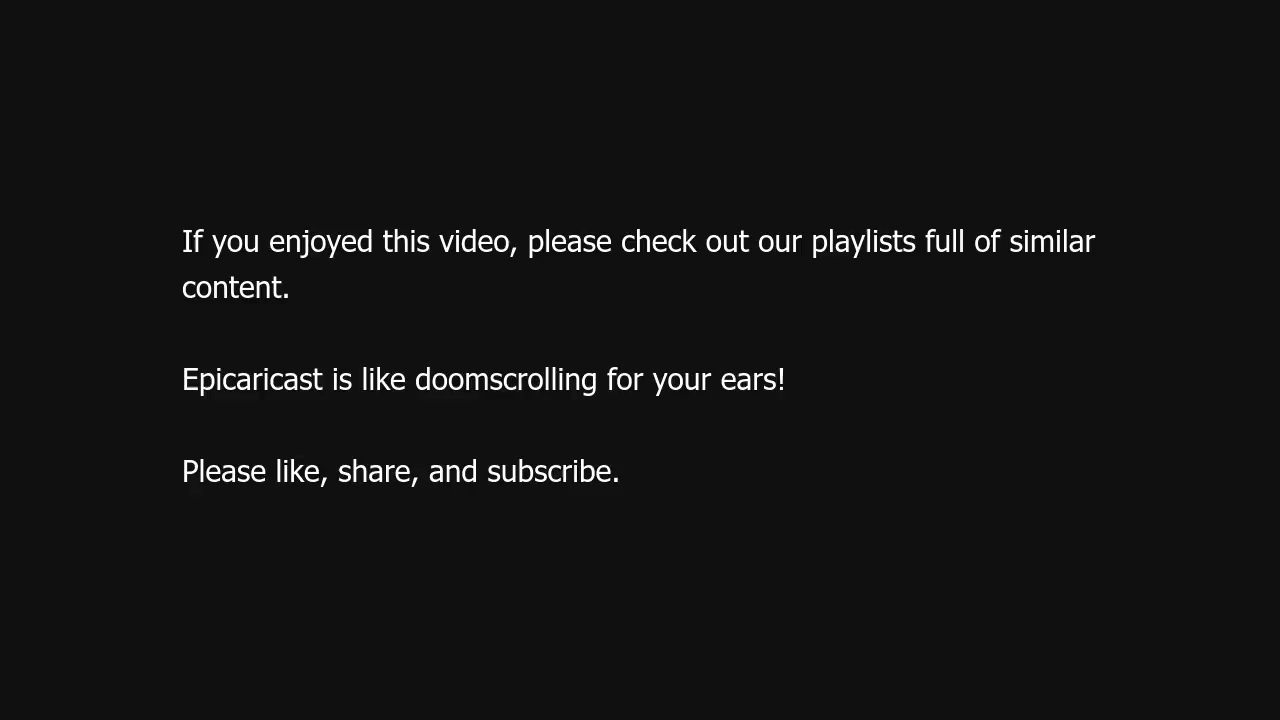 If you enjoyed this video, please check out our playlists full of similar
content.
Epicaricast is like doomscrolling for your ears!
Please like, share, and subscribe.